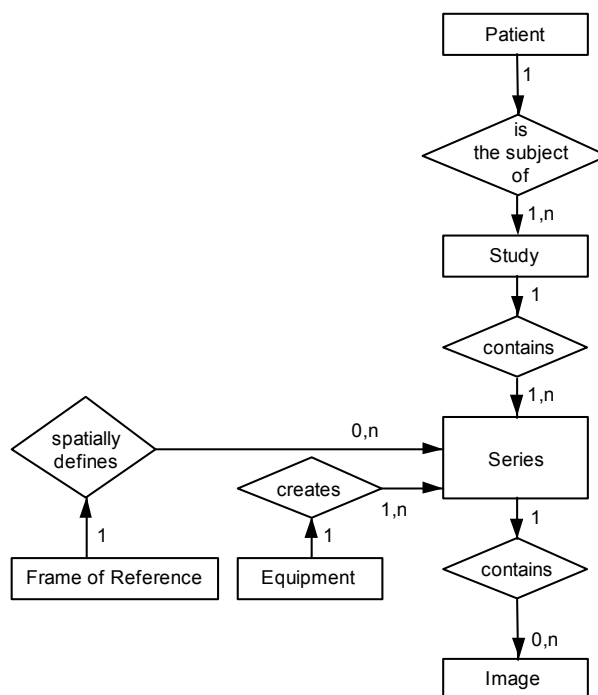 Patient
1
is
the subject
of
1,n
Study
1
contains
1,n
spatially
defines
0,n
Series
creates
1,n
1
1
1
Frame of Reference
Equipment
contains
0,n
Image